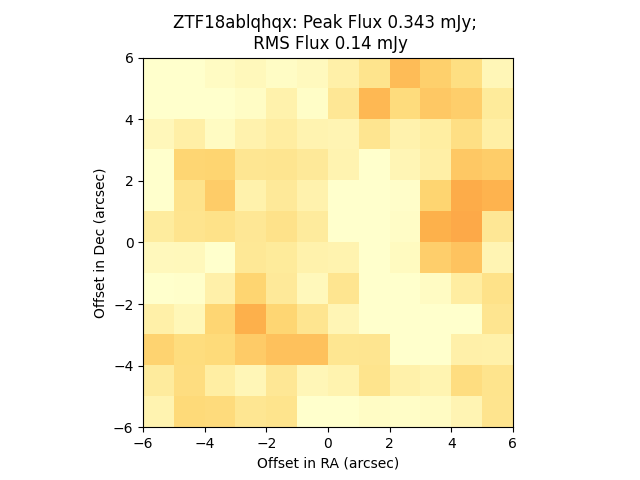 ZTF18ablqhqx: Peak Flux 0.343 mJy;
RMS Flux 0.14 mJy
6
4
2
0
−2
−4
−6
Offset in Dec (arcsec)
−6 −4 −2 0 2 4 6
Offset in RA (arcsec)